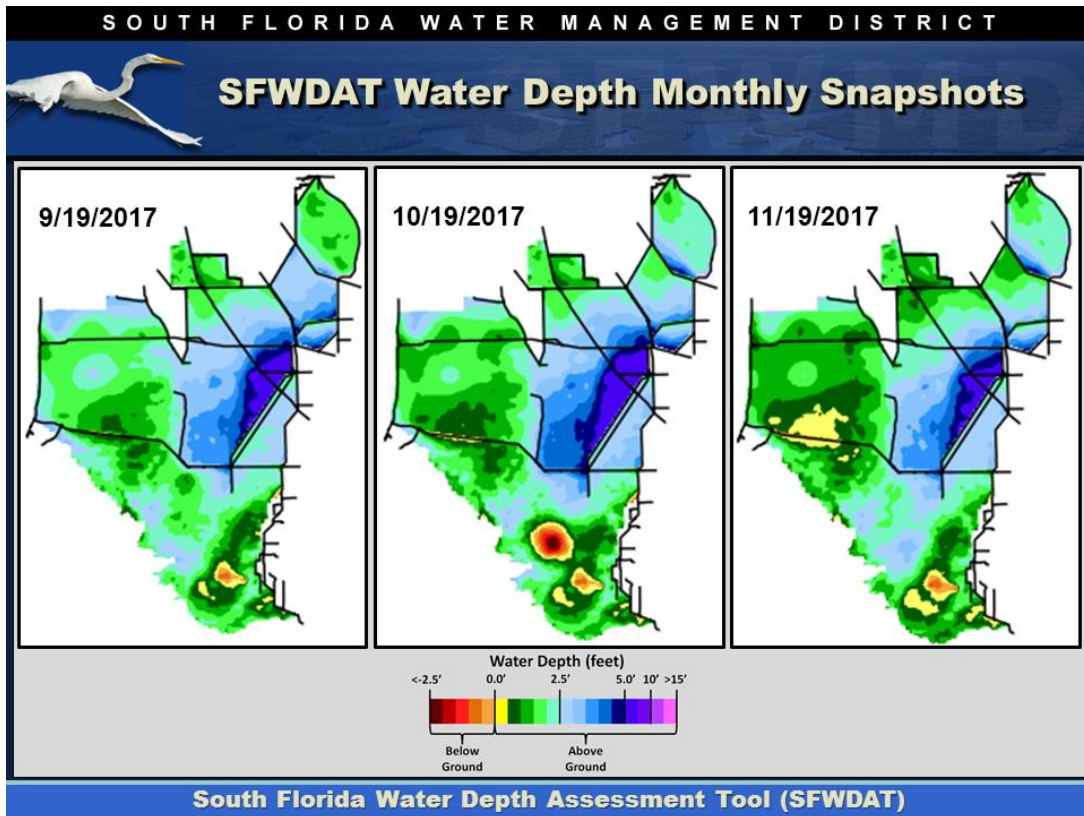 SOUTH FLORIDA WATER MANAGEMENT DISTRICT
SFWDAT Water Depth Monthly Snapshots
9/19/2017
10/19/2017
11/19/2017
Water Depth (feet)
<-2.5' 0.0' 2.5' 5.0' 10' >15'
Below Ground
Above Ground
South Florida Water Depth Assessment Tool (SFWDAT)